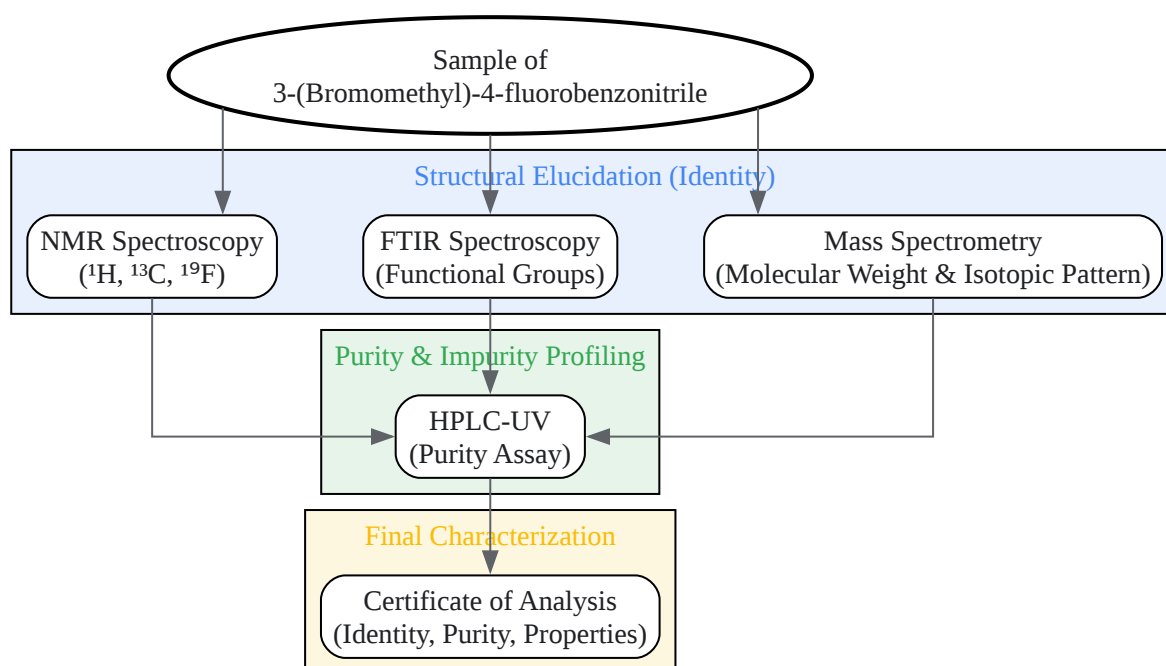 Sample of
3-(Bromomethyl)-4-fluorobenzonitrile
Structural Elucidation (Identity)
NMR Spectroscopy
(¹H, ¹³C, ¹⁹F)
FTIR Spectroscopy
(Functional Groups)
Mass Spectrometry
(Molecular Weight & Isotopic Pattern)
Purity & Impurity Profiling
HPLC-UV
(Purity Assay)
Final Characterization
Certificate of Analysis
(Identity, Purity, Properties)